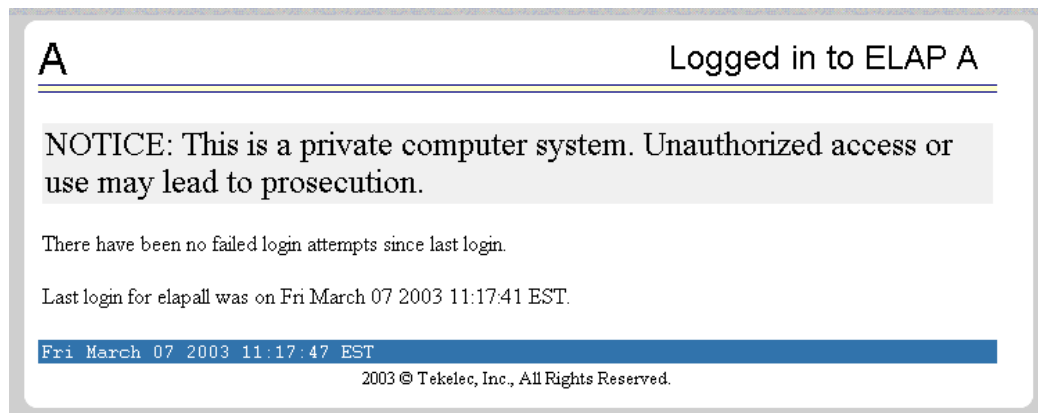 A
Logged in to ELAP A
NOTICE: This is a private computer system. Unauthorized access or
use may lead to prosecution.
There have been no failed login attempts since last login.
Last login for elapall was on Fri March 07 2003 11:17:41 EST.
Fri March 07 2003 11:17:47 EST
2003 © Tekelec, Inc., All Rights Reserved.